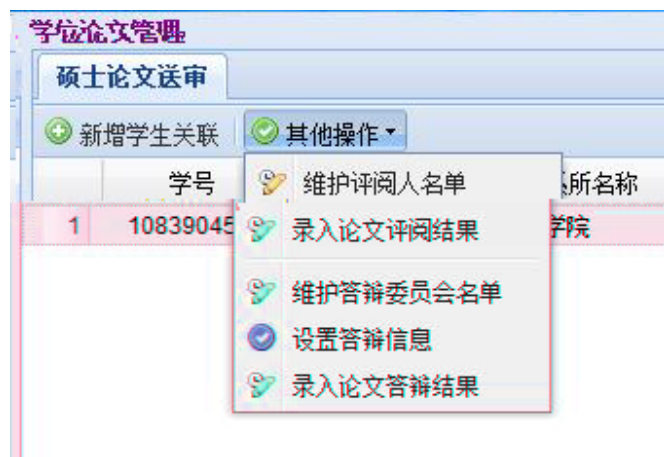 学位论文管理
硕士论文送审
新增学生关联 其他操作
学号 所名称
1 10839045 学院
维护评阅人名单
录入论文评阅结果
维护答辩委员会名单
设置答辩信息
录入论文答辩结果